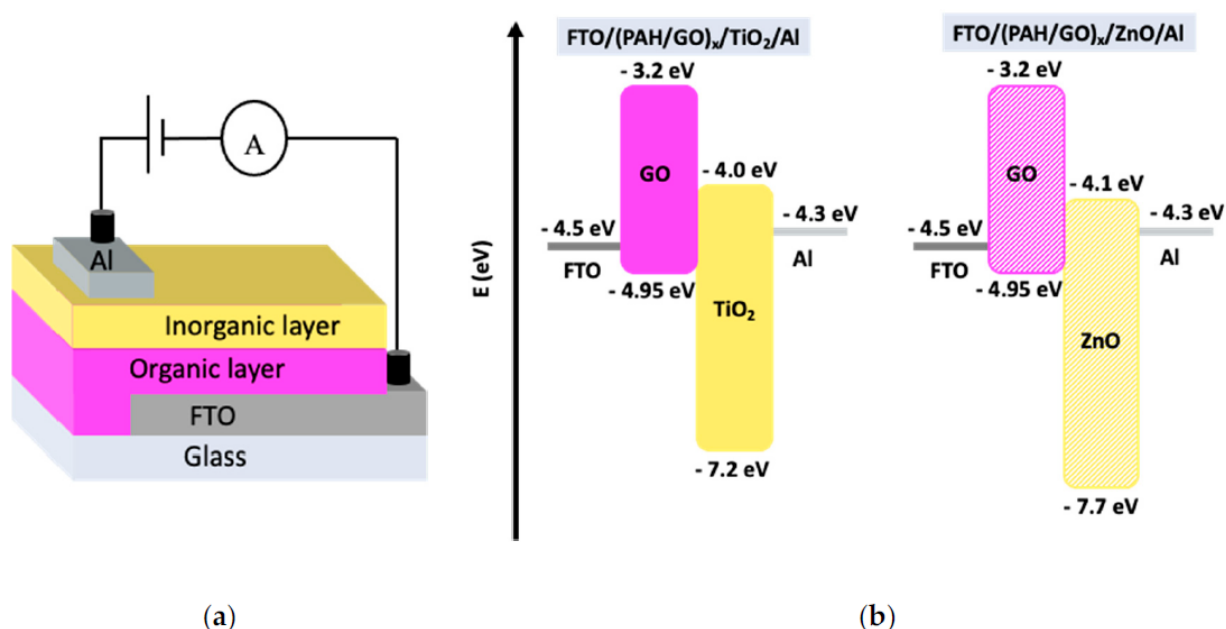 A
Al
Inorganic layer
Organic layer
FTO
Glass
(a)
E (eV)
FTO/(PAH/GO)x/TiO2/Al
- 3.2 eV
GO
- 4.0 eV
- 4.3 eV
- 4.5 eV
FTO
Al
- 4.95 eV
TiO2
- 7.2 eV
FTO/(PAH/GO)x/ZnO/Al
- 3.2 eV
GO
- 4.1 eV
- 4.3 eV
- 4.5 eV
FTO
Al
- 4.95 eV
ZnO
- 7.7 eV
(b)